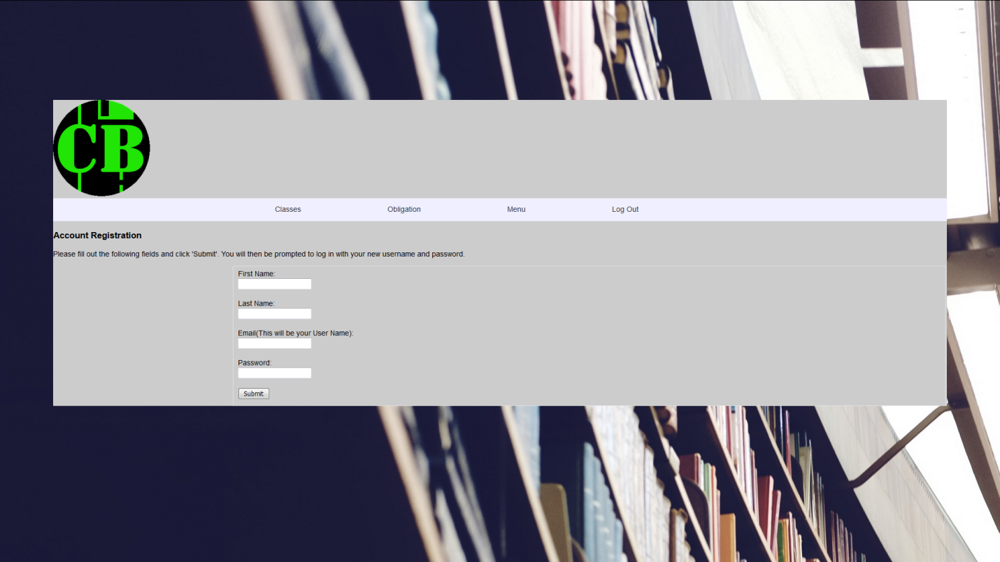 CB
Classes Obligation Menu Log Out
Account Registration
Please fill out the following fields and click 'Submit'. You will then be prompted to log in with your new username and password.
First Name:
Last Name:
Email(This will be your User Name):
Password:
Submit